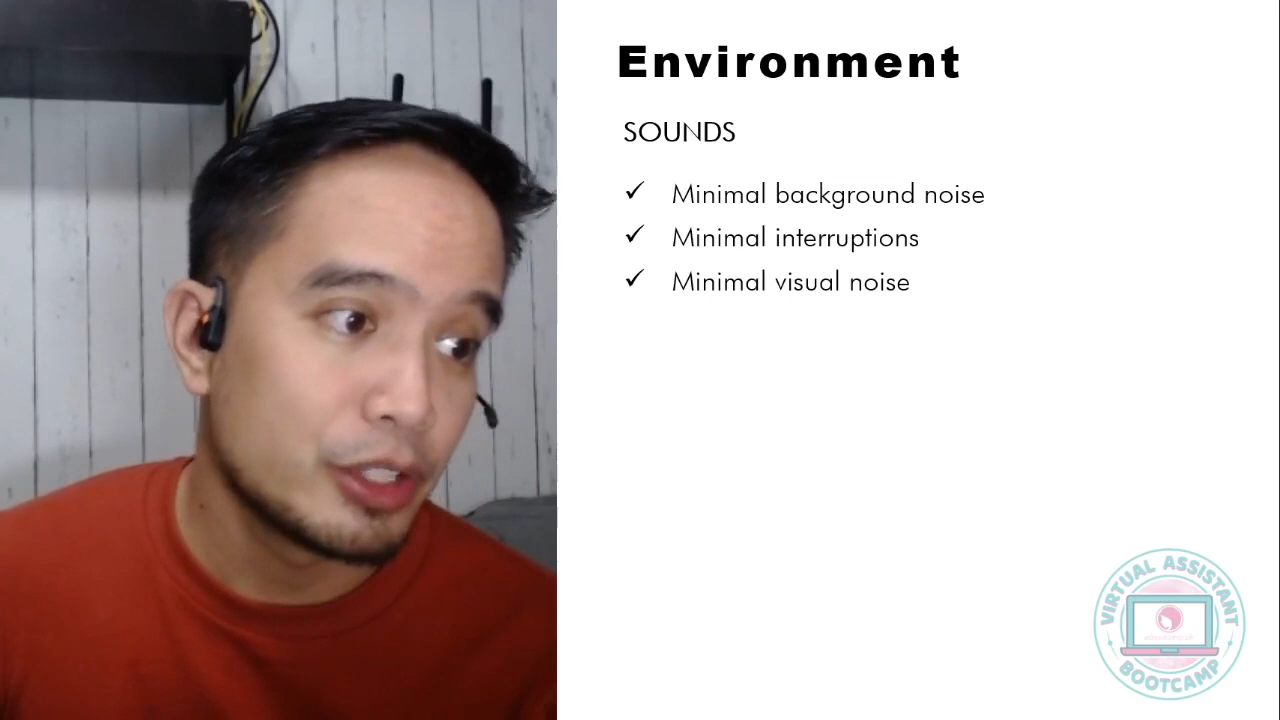 Environment
SOUNDS
✓ Minimal background noise
✓ Minimal interruptions
✓ Minimal visual noise
VIRTUAL ASSISTANT
BOOTCAMP